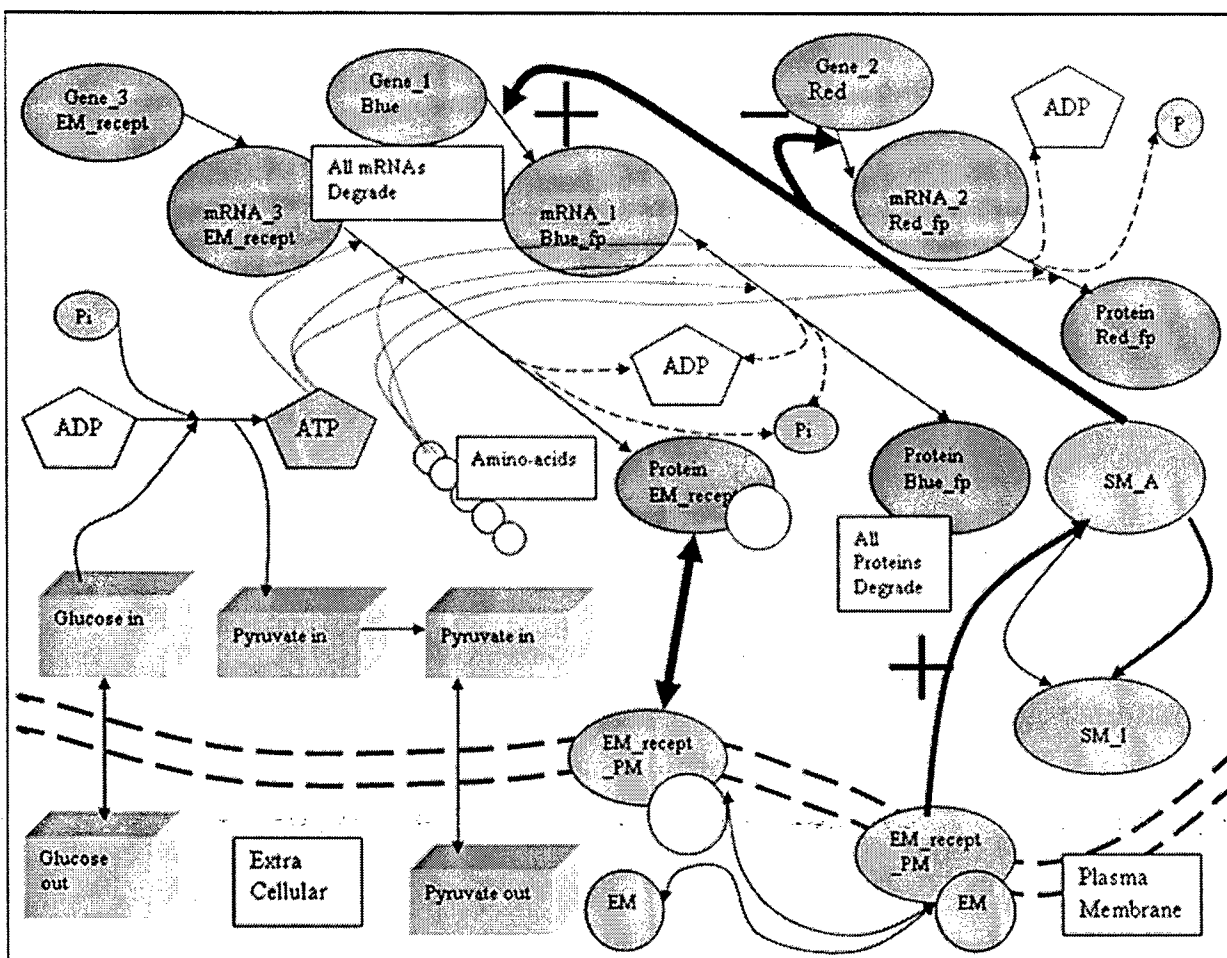 Gene_3
EM_recept
Gene_1
Blue
Gene_2
Red
ADP
P
All mRNAs
Degrade
mRNA_3
EM_recept
mRNA_1
Blue_fp
mRNA_2
Red_fp
Pi
Protein
Red_fp
ADP
ADP
ATP
Pi
Amino-acids
Protein
EM_recept
Protein
Blue_fp
SM_A
All
Proteins
Degrade
Glucose in
Pyruvate in
Pyruvate in
SM_I
EM_recept
_PM
EM_recept
_PM
Glucose
out
Extra
Cellular
Pyruvate out
EM
EM
Plasma
Membrane